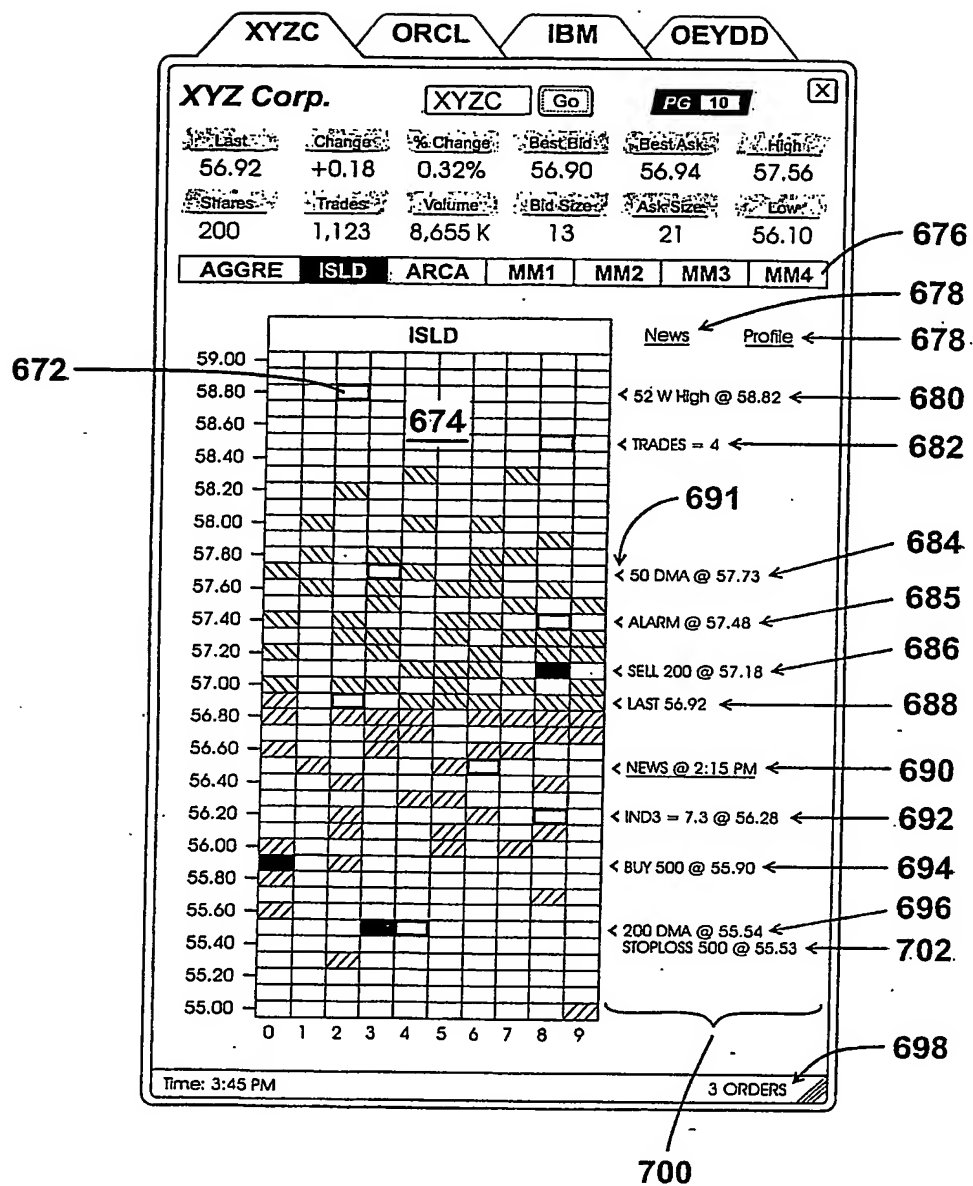 XYZC ORCL IBM OEYDD
XYZ Corp. XYZC Go PG 10 X
Last Change % Change Best Bid Best Ask High
56.92 +0.18 0.32% 56.90 56.94 57.56
Shares Trades Volume Bid Size Ask Size Low
200 1,123 8,655 K 13 21 56.10
676
AGGRE ISLD ARCA MM1 MM2 MM3 MM4
678
ISLD News Profile 678
59.00
672 58.80 < 52 W High @ 58.82 680
58.60 674
58.40 < TRADES = 4 682
58.20 691
58.00
57.80 684
57.60 < 50 DMA @ 57.73
57.40 < ALARM @ 57.48 685
57.20 686
< SELL 200 @ 57.18
57.00
56.80 < LAST 56.92 688
56.60
56.40 < NEWS @ 2:15 PM 690
56.20 < IND3 = 7.3 @ 56.28 692
56.00
55.80 < BUY 500 @ 55.90 694
55.60 696
55.40 < 200 DMA @ 55.54
STOPLOSS 500 @ 55.53 702
55.20
55.00
0 1 2 3 4 5 6 7 8 9
698
Time: 3:45 PM 3 ORDERS
700